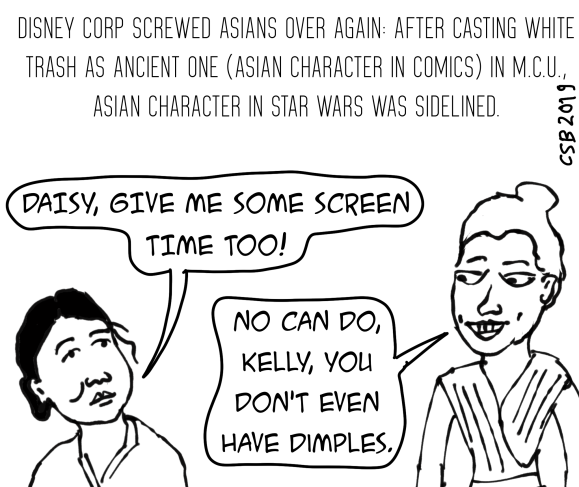 DISNEY CORP SCREWED ASIANS OVER AGAIN: AFTER CASTING WHITE
TRASH AS ANCIENT ONE (ASIAN CHARACTER IN COMICS) IN M.C.U.,
ASIAN CHARACTER IN STAR WARS WAS SIDELINED.
CSB2019
DAISY, GIVE ME SOME SCREEN
TIME TOO!
NO CAN DO,
KELLY, YOU
DON'T EVEN
HAVE DIMPLES.